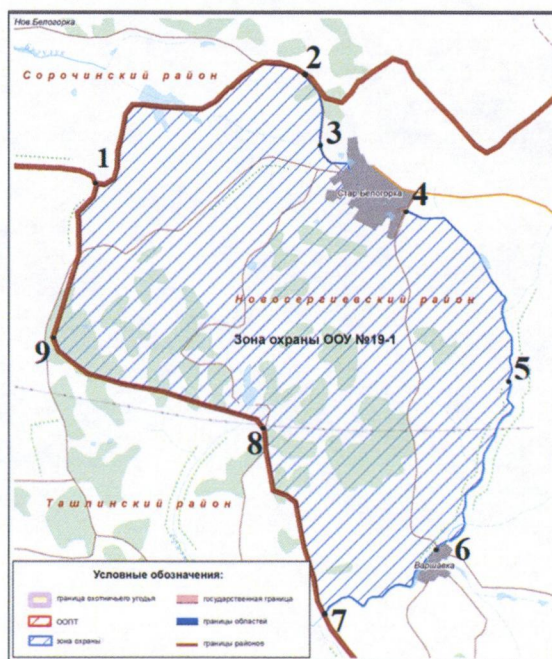 Нов Белогорка
Сорочинский район
2
3
1
Стар Белогорка
4
Новосергиевский район
Зона охраны ООУ №19-1
9
5
8
Ташлинский район
6
Варшавка
7
Условные обозначения:
граница охотничьего угодья
государственная граница
ООПТ
границы областей
зона охраны
границы районов